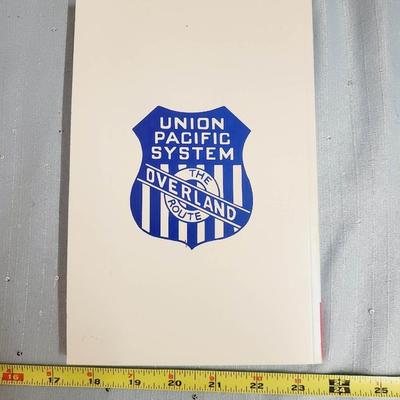 UNION
PACIFIC
SYSTEM
THE
OVERLAND
ROUTE
16 17 18 19 20 21 22 23 24 25